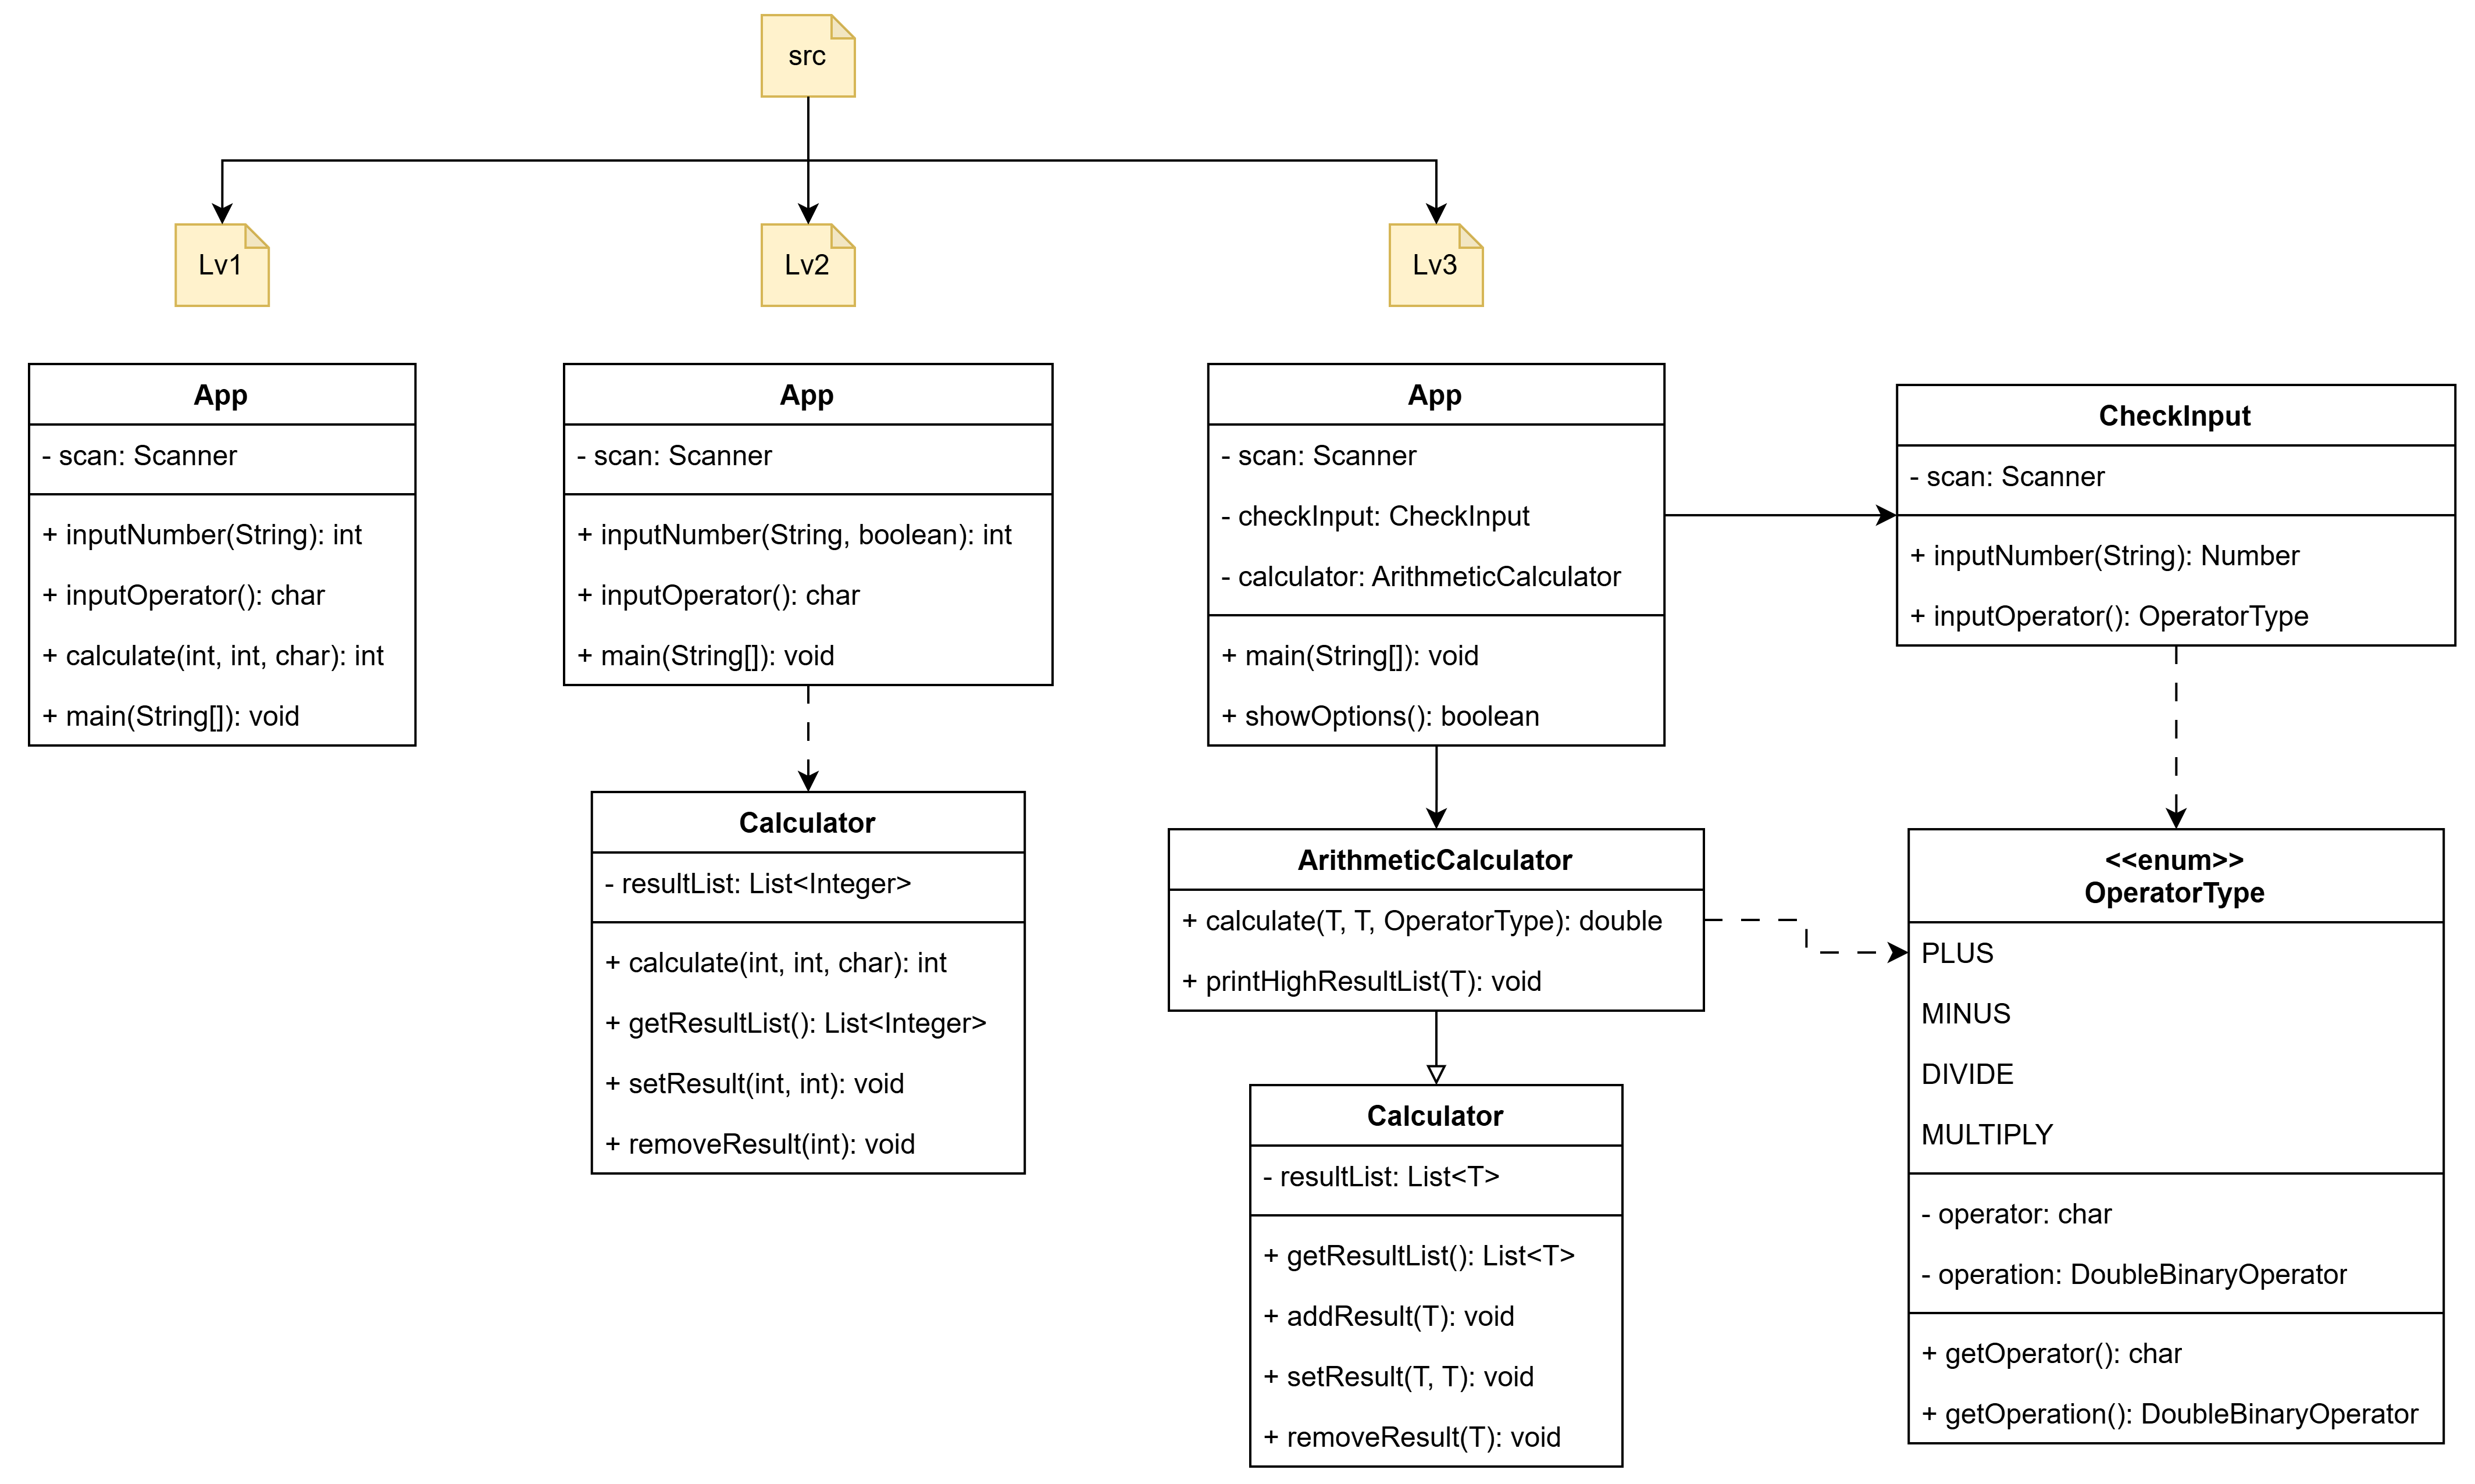 src
Lv1
Lv2
Lv3
App
- scan: Scanner
+ inputNumber(String): int
+ inputOperator(): char
+ calculate(int, int, char): int
+ main(String[]): void
App
- scan: Scanner
+ inputNumber(String, boolean): int
+ inputOperator(): char
+ main(String[]): void
Calculator
- resultList: List<Integer>
+ calculate(int, int, char): int
+ getResultList(): List<Integer>
+ setResult(int, int): void
+ removeResult(int): void
App
- scan: Scanner
- checkInput: CheckInput
- calculator: ArithmeticCalculator
+ main(String[]): void
+ showOptions(): boolean
ArithmeticCalculator
+ calculate(T, T, OperatorType): double
+ printHighResultList(T): void
Calculator
- resultList: List<T>
+ getResultList(): List<T>
+ addResult(T): void
+ setResult(T, T): void
+ removeResult(T): void
CheckInput
- scan: Scanner
+ inputNumber(String): Number
+ inputOperator(): OperatorType
<<enum>>
OperatorType
PLUS
MINUS
DIVIDE
MULTIPLY
- operator: char
- operation: DoubleBinaryOperator
+ getOperator(): char
+ getOperation(): DoubleBinaryOperator